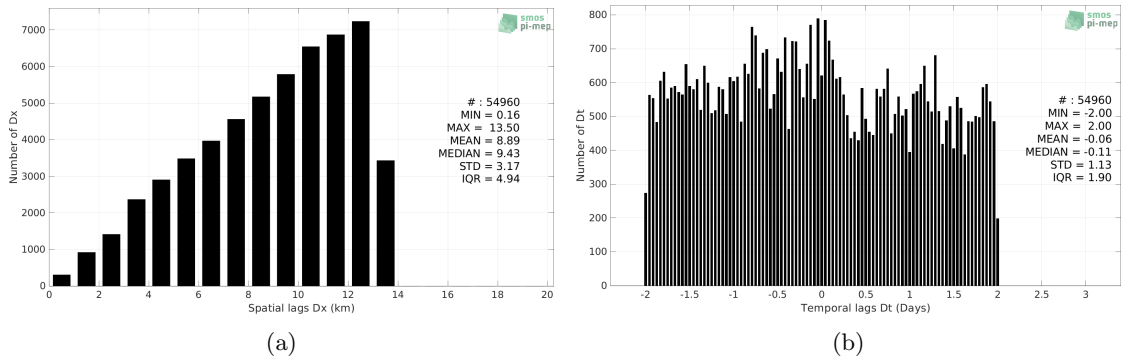 smos
pi-mep
7000
6000
5000
4000
3000
2000
1000
0
Number of Dx
# : 54960
MIN = 0.16
MAX = 13.50
MEAN = 8.89
MEDIAN = 9.43
STD = 3.17
IQR = 4.94
0 2 4 6 8 10 12 14 16 18 20
Spatial lags Dx (km)
(a)
smos
pi-mep
800
700
600
500
400
300
200
100
0
Number of Dt
# : 54960
MIN = -2.00
MAX = 2.00
MEAN = -0.06
MEDIAN = -0.11
STD = 1.13
IQR = 1.90
-2 -1.5 -1 -0.5 0 0.5 1 1.5 2 2.5 3
Temporal lags Dt (Days)
(b)